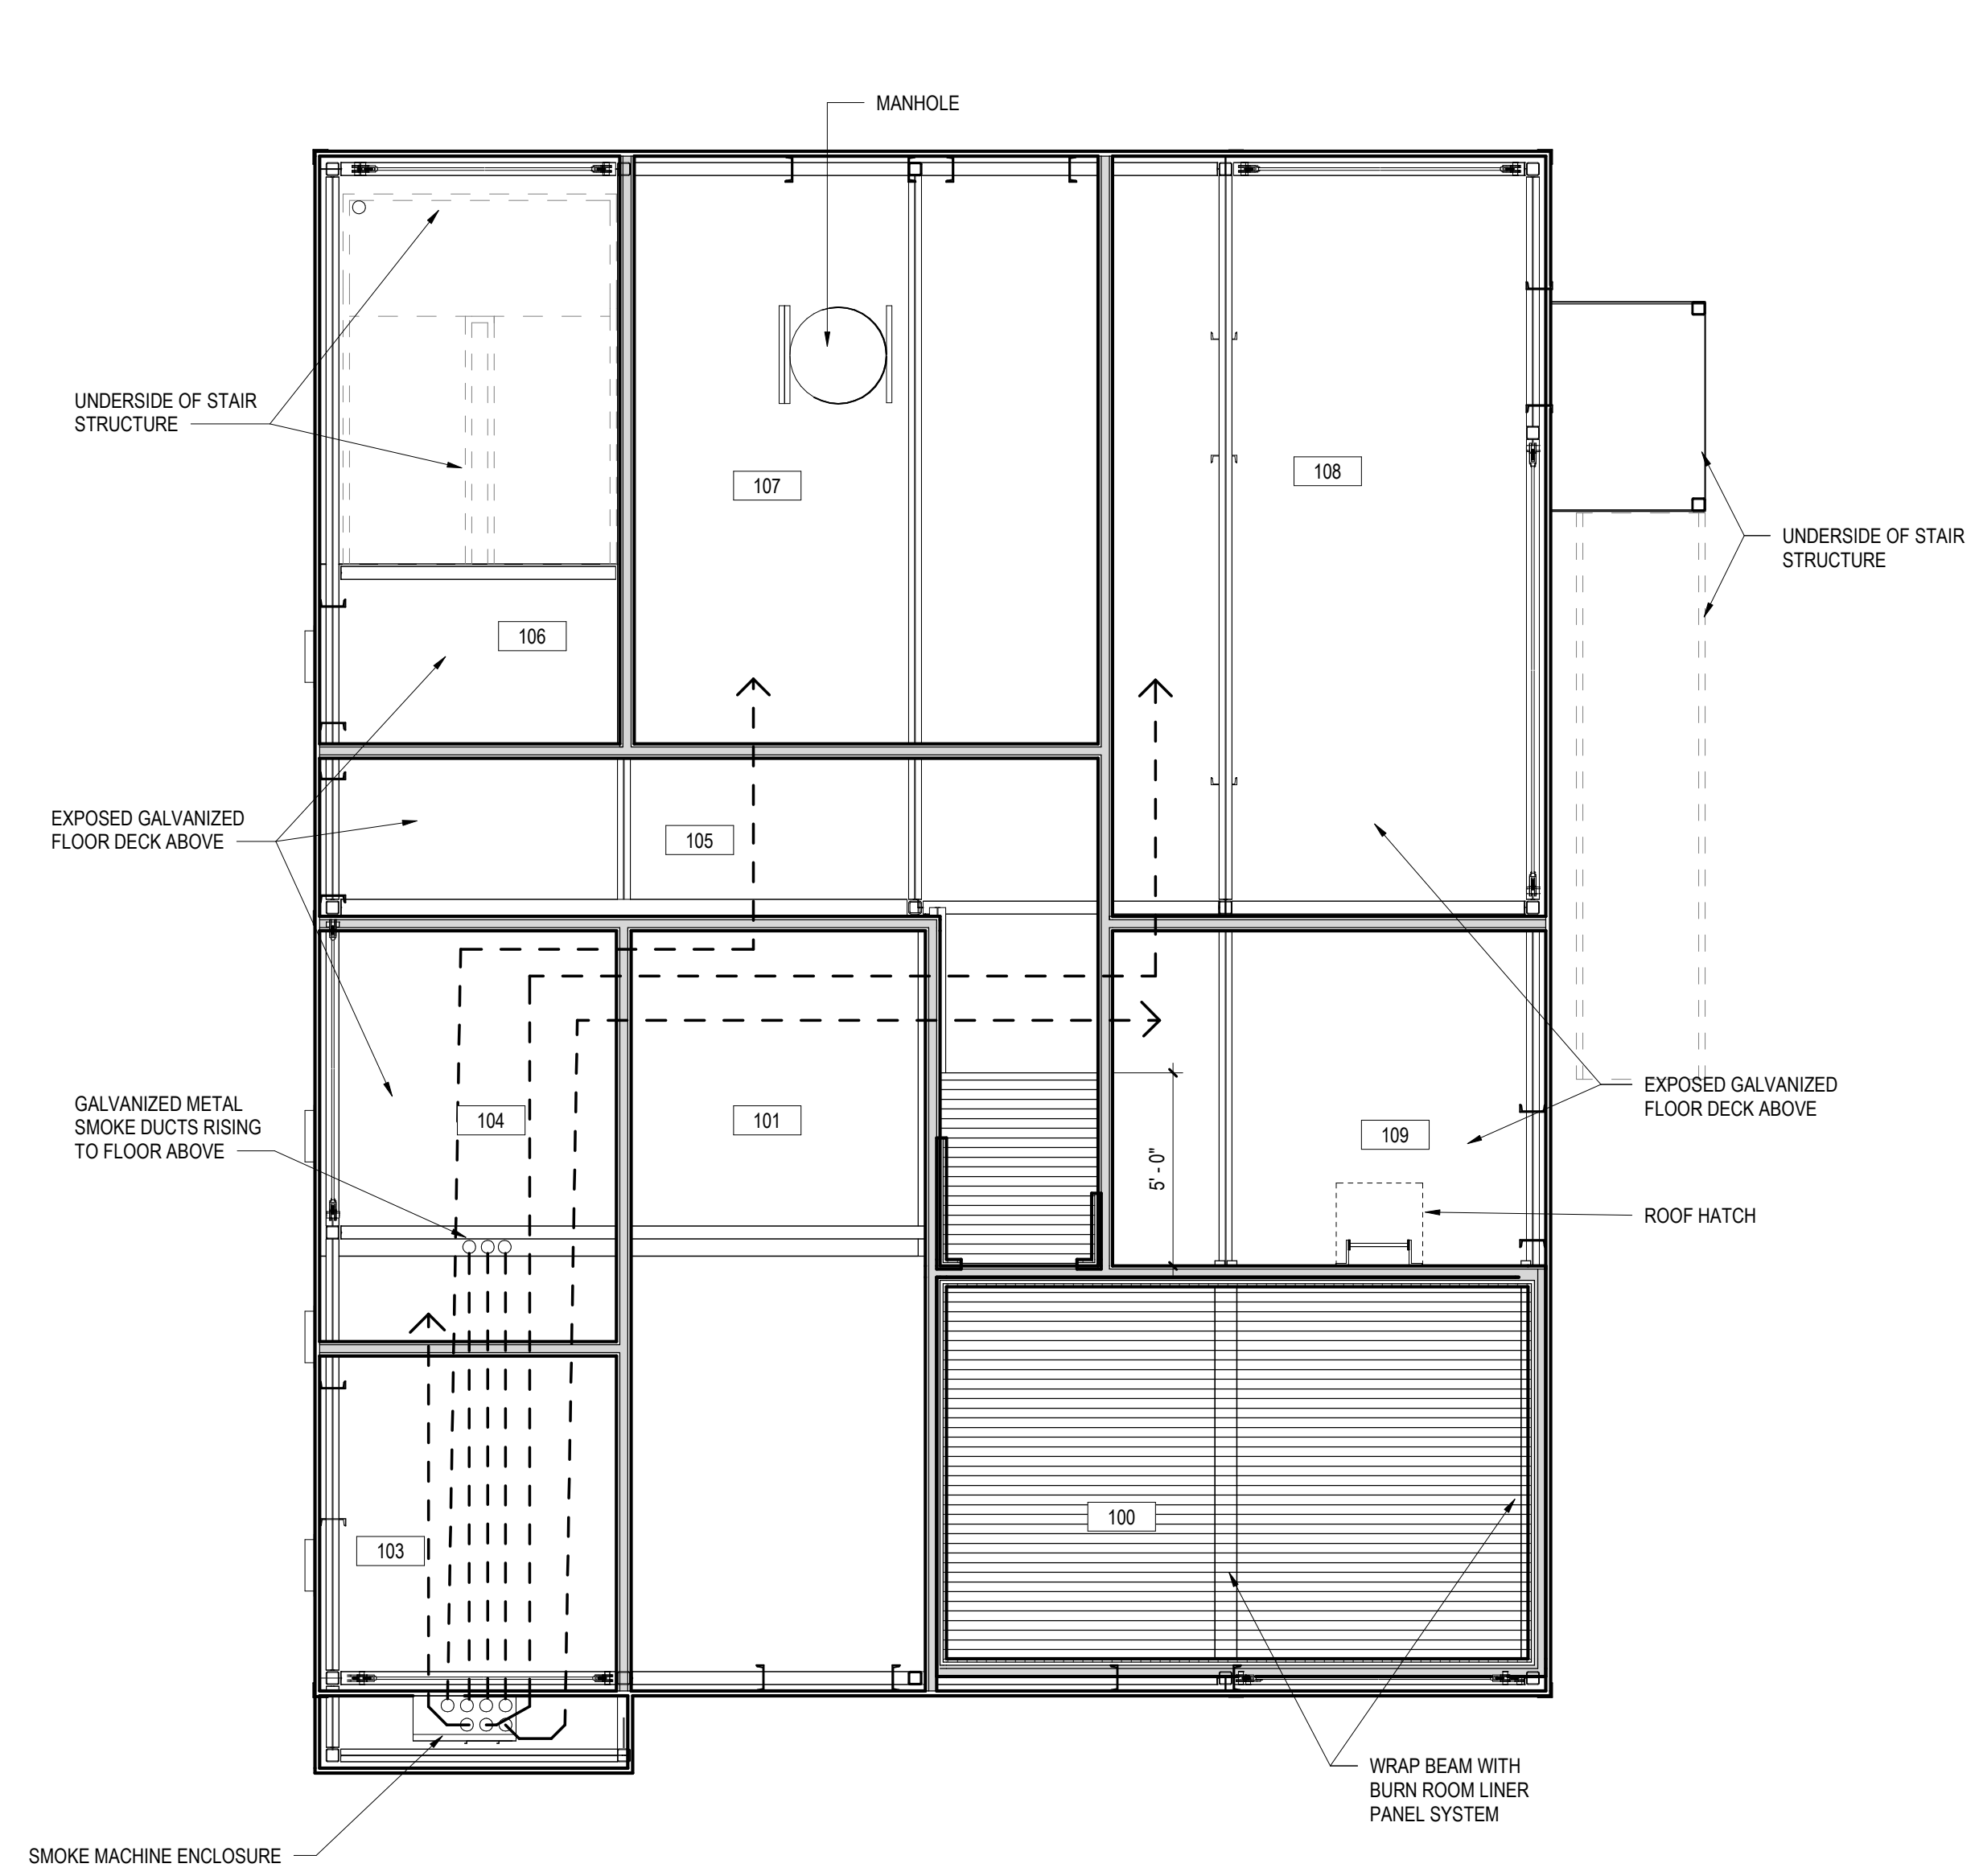 MANHOLE
UNDERSIDE OF STAIR
STRUCTURE
107
108
UNDERSIDE OF STAIR
STRUCTURE
106
EXPOSED GALVANIZED
FLOOR DECK ABOVE
105
GALVANIZED METAL
SMOKE DUCTS RISING
TO FLOOR ABOVE
104
101
5' - 0"
109
EXPOSED GALVANIZED
FLOOR DECK ABOVE
ROOF HATCH
103
100
WRAP BEAM WITH
BURN ROOM LINER
PANEL SYSTEM
SMOKE MACHINE ENCLOSURE